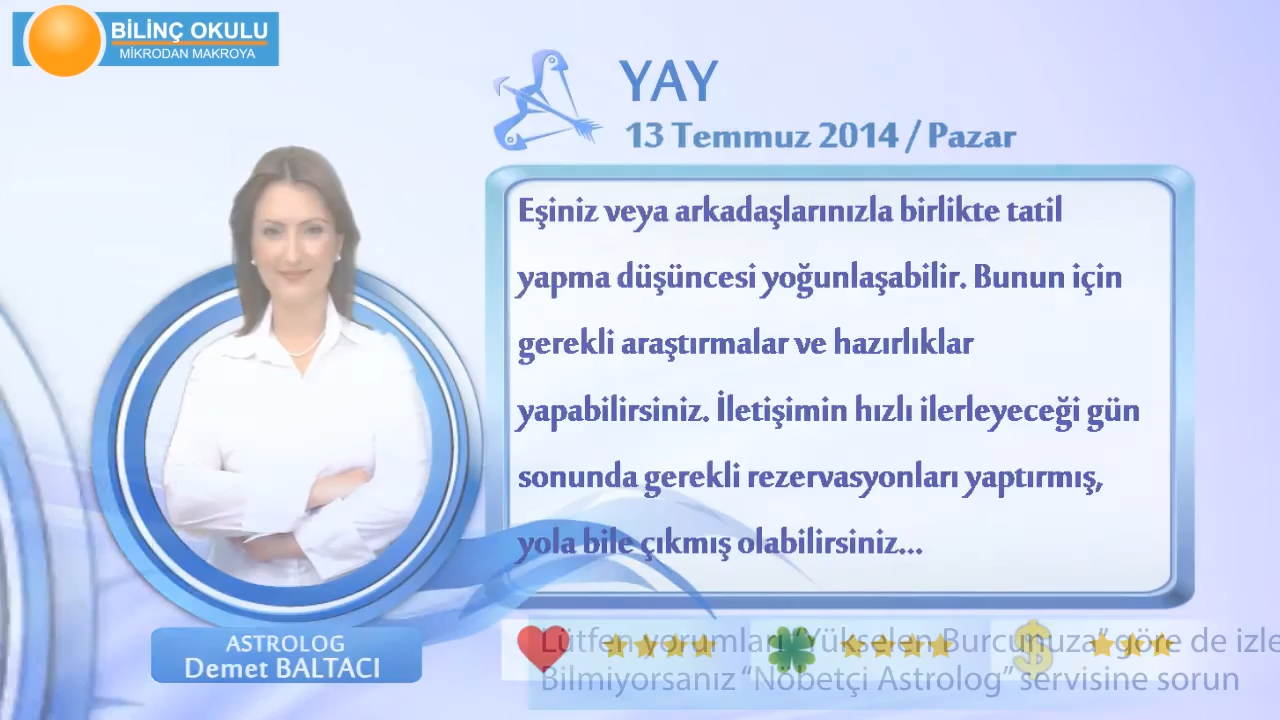 BİLİNÇ OKULU
MİKRODAN MAKROYA
YAY
13 Temmuz 2014 / Pazar
Eşiniz veya arkadaşlarınızla birlikte tatil
yapma düşüncesi yoğunlaşabilir. Bunun için
gerekli araştırmalar ve hazırlıklar
yapabilirsiniz. İletişimin hızlı ilerleyeceği gün
sonunda gerekli rezervasyonları yaptırmış,
yola bile çıkmış olabilirsiniz...
ASTROLOG
Demet BALTACI
Lütfen yorumları "Yükselen Burcunuza" göre de izle
Bilmiyorsanız "Nöbetçi Astrolog" servisine sorun